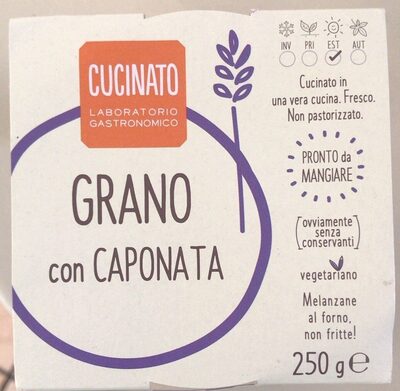 CUCINATO
LABORATORIO
GASTRONOMICO
GRANO
con CAPONATA
INV PRI EST AUT
Cucinato in
una vera cucina. Fresco.
Non pastorizzato.
PRONTO da
MANGIARE
(ovviamente
senza
conservanti)
vegetariano
Melanzane
al forno,
non fritte!
250 g ℮